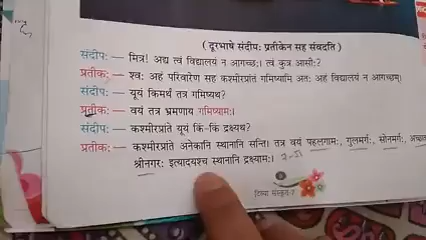 (दूरभाषे संदीप: प्रतीकेन सह संवदति)
संदीप: — मित्र! अद्य त्वं विद्यालयं न आगच्छ:। त्वं कुत्र आसी:?
प्रतीक: — श्व: अहं परिवारेण सह कश्मीरप्रांतं गमिष्यामि अत: अहं विद्यालयं न आगच्छम्।
संदीप: — यूयं किमर्थं तत्र गमिष्यथ?
प्रतीक: — वयं तत्र भ्रमणाय गमिष्याम:।
संदीप: — कश्मीरप्रांते यूयं किं-किं द्रक्ष्यथ?
प्रतीक: — कश्मीरप्रांते अनेकानि स्थानानि सन्ति। तत्र वयं पहलगाम:, गुलमर्ग:, सोनमर्ग:,
श्रीनगर: इत्यादयश्च स्थानानि द्रक्ष्याम:।
दिव्या संस्कृत-7